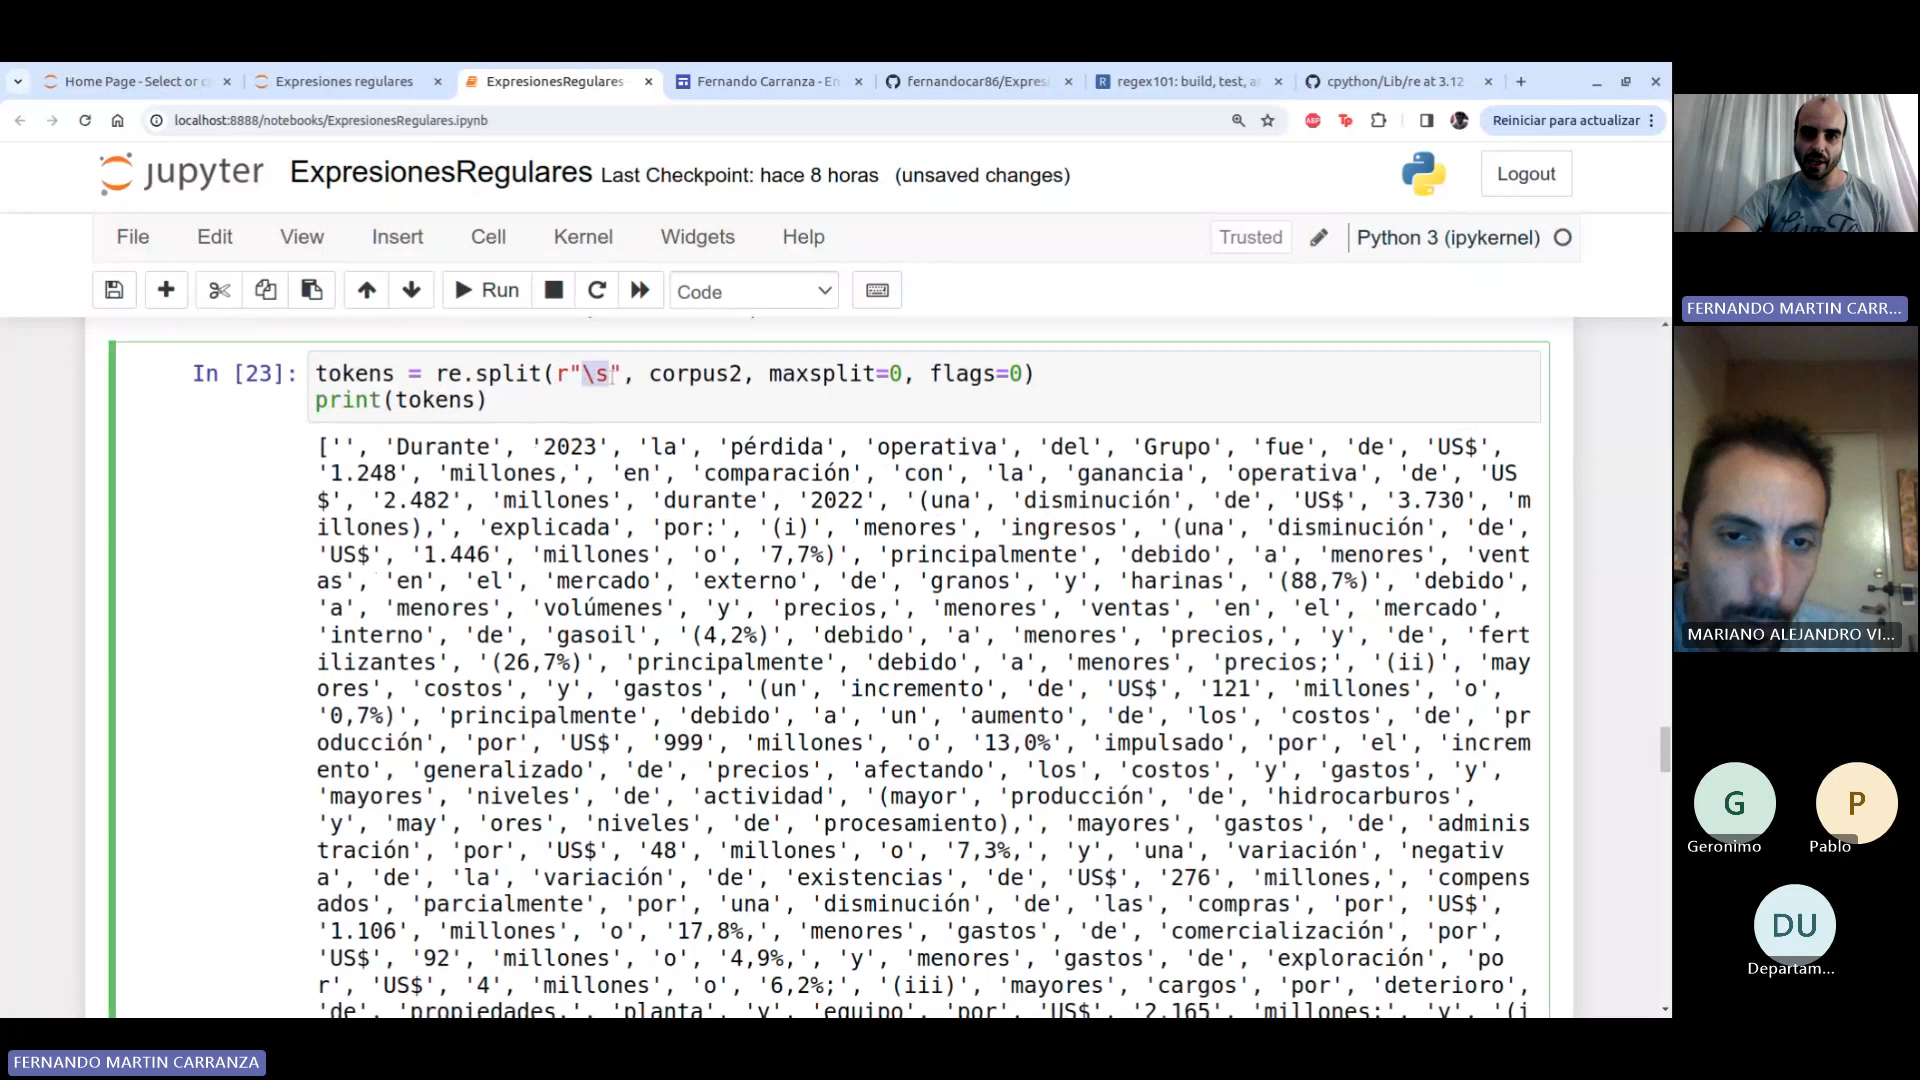 Home Page - Select or c
Expresiones regulares
ExpresionesRegulares
Fernando Carranza - En
fernandocar86/Expres
regex101: build, test, a
cpython/Lib/re at 3.12
localhost:8888/notebooks/ExpresionesRegulares.ipynb
ABP
Tp
Reiniciar para actualizar
jupyter ExpresionesRegulares Last Checkpoint: hace 8 horas (unsaved changes)
Logout
File Edit View Insert Cell Kernel Widgets Help
Trusted
Python 3 (ipykernel)
Run
Code
In [23]: tokens = re.split(r"\s", corpus2, maxsplit=0, flags=0)
print(tokens)
['', 'Durante', '2023', 'la', 'pérdida', 'operativa', 'del', 'Grupo', 'fue', 'de', 'US$',
'1.248', 'millones,', 'en', 'comparación', 'con', 'la', 'ganancia', 'operativa', 'de', 'US
$', '2.482', 'millones', 'durante', '2022', '(una', 'disminución', 'de', 'US$', '3.730', 'm
illones),', 'explicada', 'por:', '(i)', 'menores', 'ingresos', '(una', 'disminución', 'de',
'US$', '1.446', 'millones', 'o', '7,7%)', 'principalmente', 'debido', 'a', 'menores', 'vent
as', 'en', 'el', 'mercado', 'externo', 'de', 'granos', 'y', 'harinas', '(88,7%)', 'debido',
'a', 'menores', 'volúmenes', 'y', 'precios,', 'menores', 'ventas', 'en', 'el', 'mercado',
'interno', 'de', 'gasoil', '(4,2%)', 'debido', 'a', 'menores', 'precios,', 'y', 'de', 'fert
ilizantes', '(26,7%)', 'principalmente', 'debido', 'a', 'menores', 'precios;', '(ii)', 'may
ores', 'costos', 'y', 'gastos', '(un', 'incremento', 'de', 'US$', '121', 'millones', 'o',
'0,7%)', 'principalmente', 'debido', 'a', 'un', 'aumento', 'de', 'los', 'costos', 'de', 'pr
oducción', 'por', 'US$', '999', 'millones', 'o', '13,0%', 'impulsado', 'por', 'el', 'increm
ento', 'generalizado', 'de', 'precios', 'afectando', 'los', 'costos', 'y', 'gastos', 'y',
'mayores', 'niveles', 'de', 'actividad', '(mayor', 'producción', 'de', 'hidrocarburos',
'y', 'may', 'ores', 'niveles', 'de', 'procesamiento),', 'mayores', 'gastos', 'de', 'adminis
tración', 'por', 'US$', '48', 'millones', 'o', '7,3%,', 'y', 'una', 'variación', 'negativ
a', 'de', 'la', 'variación', 'de', 'existencias', 'de', 'US$', '276', 'millones,', 'compens
ados', 'parcialmente', 'por', 'una', 'disminución', 'de', 'las', 'compras', 'por', 'US$',
'1.106', 'millones', 'o', '17,8%,', 'menores', 'gastos', 'de', 'comercialización', 'por',
'US$', '92', 'millones', 'o', '4,9%,', 'y', 'menores', 'gastos', 'de', 'exploración', 'po
r', 'US$', '4', 'millones', 'o', '6,2%;', '(iii)', 'mayores', 'cargos', 'por', 'deterioro',
'de', 'propiedades,', 'planta', 'y', 'equipo', 'por', 'US$', '2.165', 'millones;', 'y', '(i
FERNANDO MARTIN CARR...
MARIANO ALEJANDRO VI...
G
Geronimo
P
Pablo
DU
Departam...
FERNANDO MARTIN CARRANZA